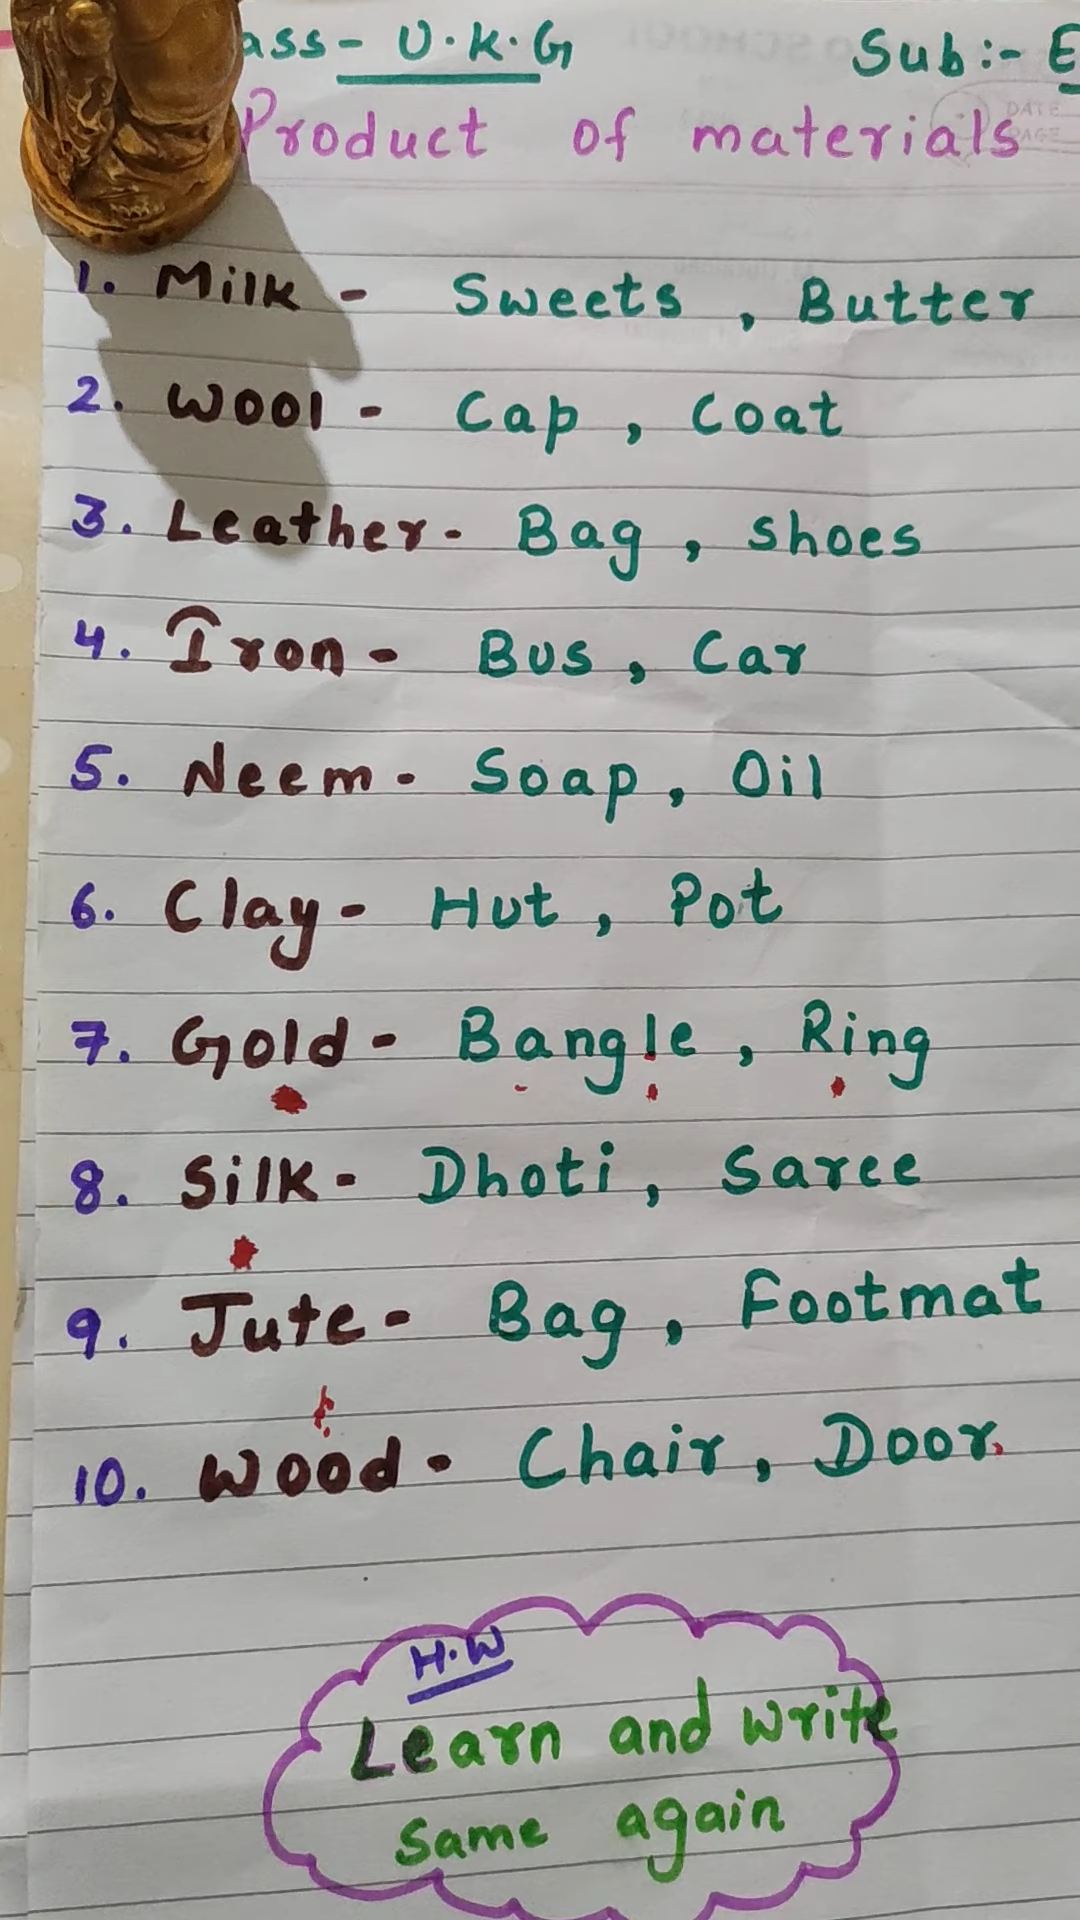 ass- U.K.G Sub:- E
Product of materials
DATE
PAGE
1. Milk - Sweets , Butter
2. Wool - Cap , Coat
3. Leather- Bag , Shoes
4. Iron- Bus , Car
5. Neem- Soap , Oil
6. Clay- Hut , Pot
7. Gold- Bangle , Ring
8. Silk- Dhoti , Saree
9. Jute- Bag , Footmat
10. Wood- Chair , Door.
H.W
Learn and write
Same again